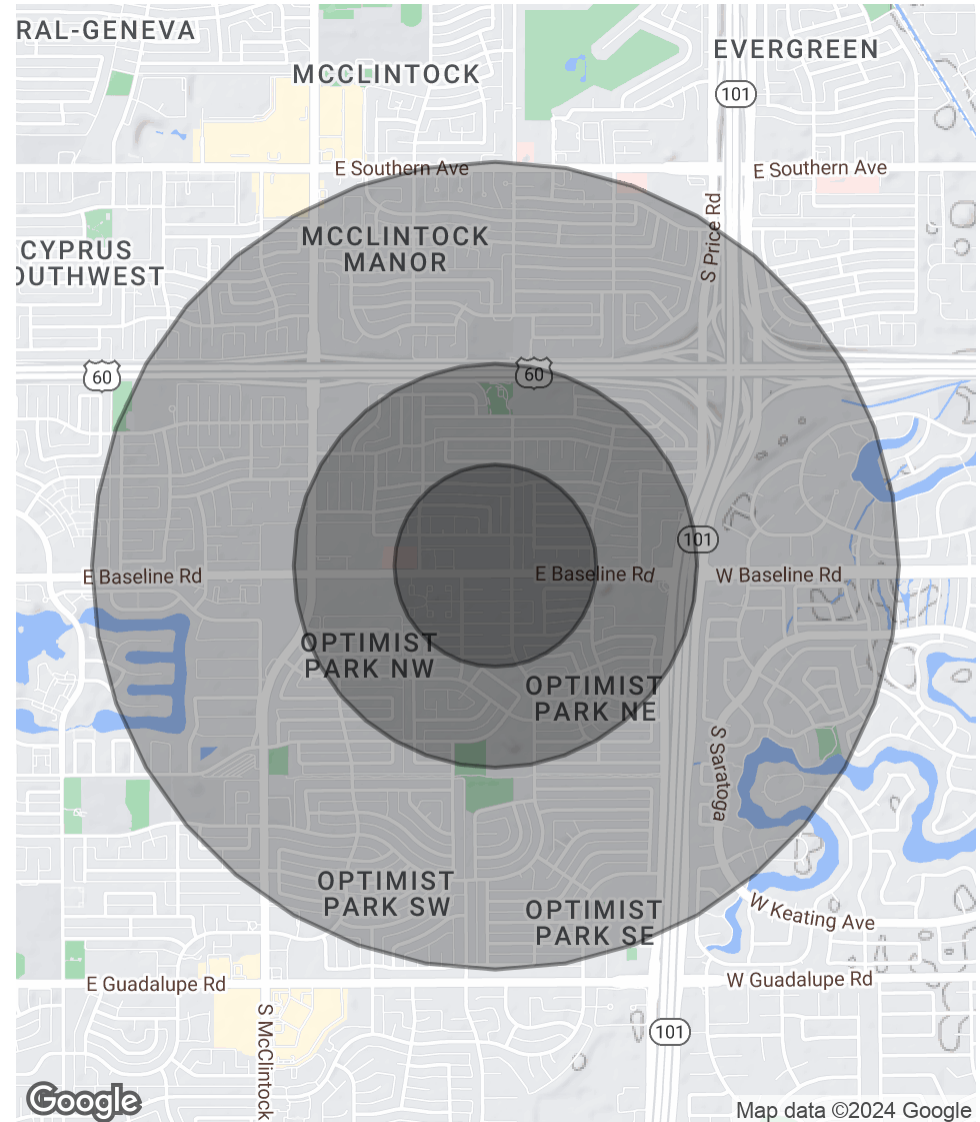 RAL-GENEVA
EVERGREEN
MCCLINTOCK
101
E Southern Ave
E Southern Ave
S Price Rd
MCCLINTOCK
MANOR
CYPRUS
OUTHWEST
60
60
101
E Baseline Rd
E Baseline Rd
W Baseline Rd
OPTIMIST
PARK NW
OPTIMIST
PARK NE
S Saratoga
OPTIMIST
PARK SW
OPTIMIST
PARK SE
W Keating Ave
E Guadalupe Rd
W Guadalupe Rd
S McClintock
101
Google
Map data ©2024 Google